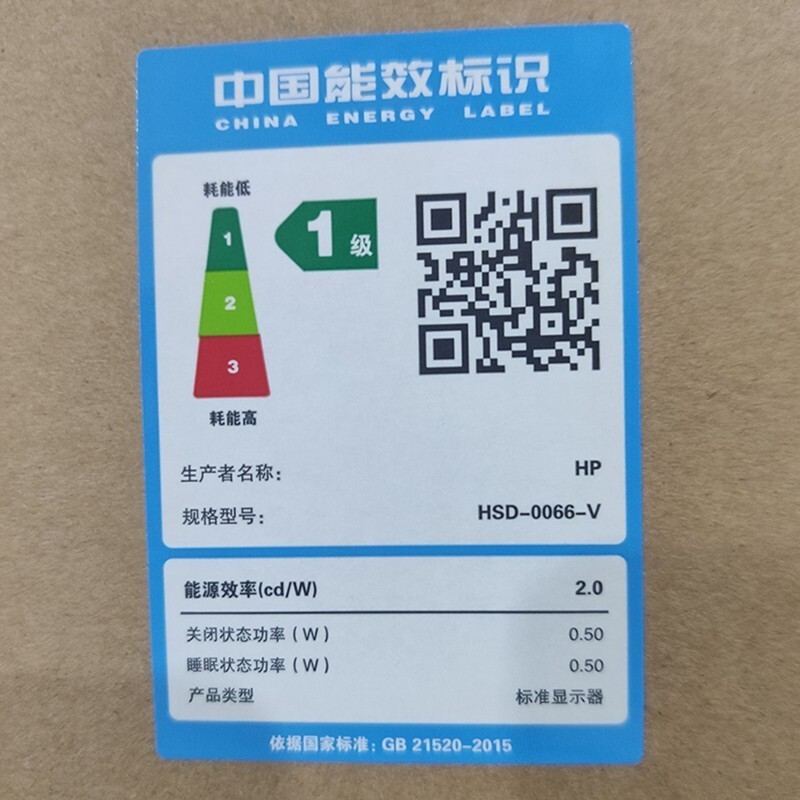 中国能效标识
CHINA ENERGY LABEL
耗能低
1
2
3
耗能高
1级
生产者名称： HP
规格型号： HSD-0066-V
能源效率(cd/W) 2.0
关闭状态功率（W） 0.50
睡眠状态功率（W） 0.50
产品类型 标准显示器
依据国家标准：GB 21520-2015